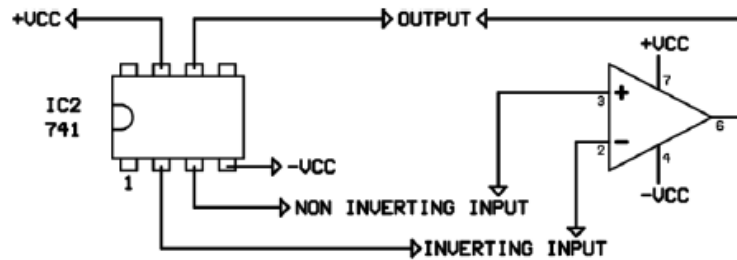 +VCC
OUTPUT
+VCC
7
IC2
741
3
+
6
2
-
4
1
-VCC
-VCC
NON INVERTING INPUT
INVERTING INPUT